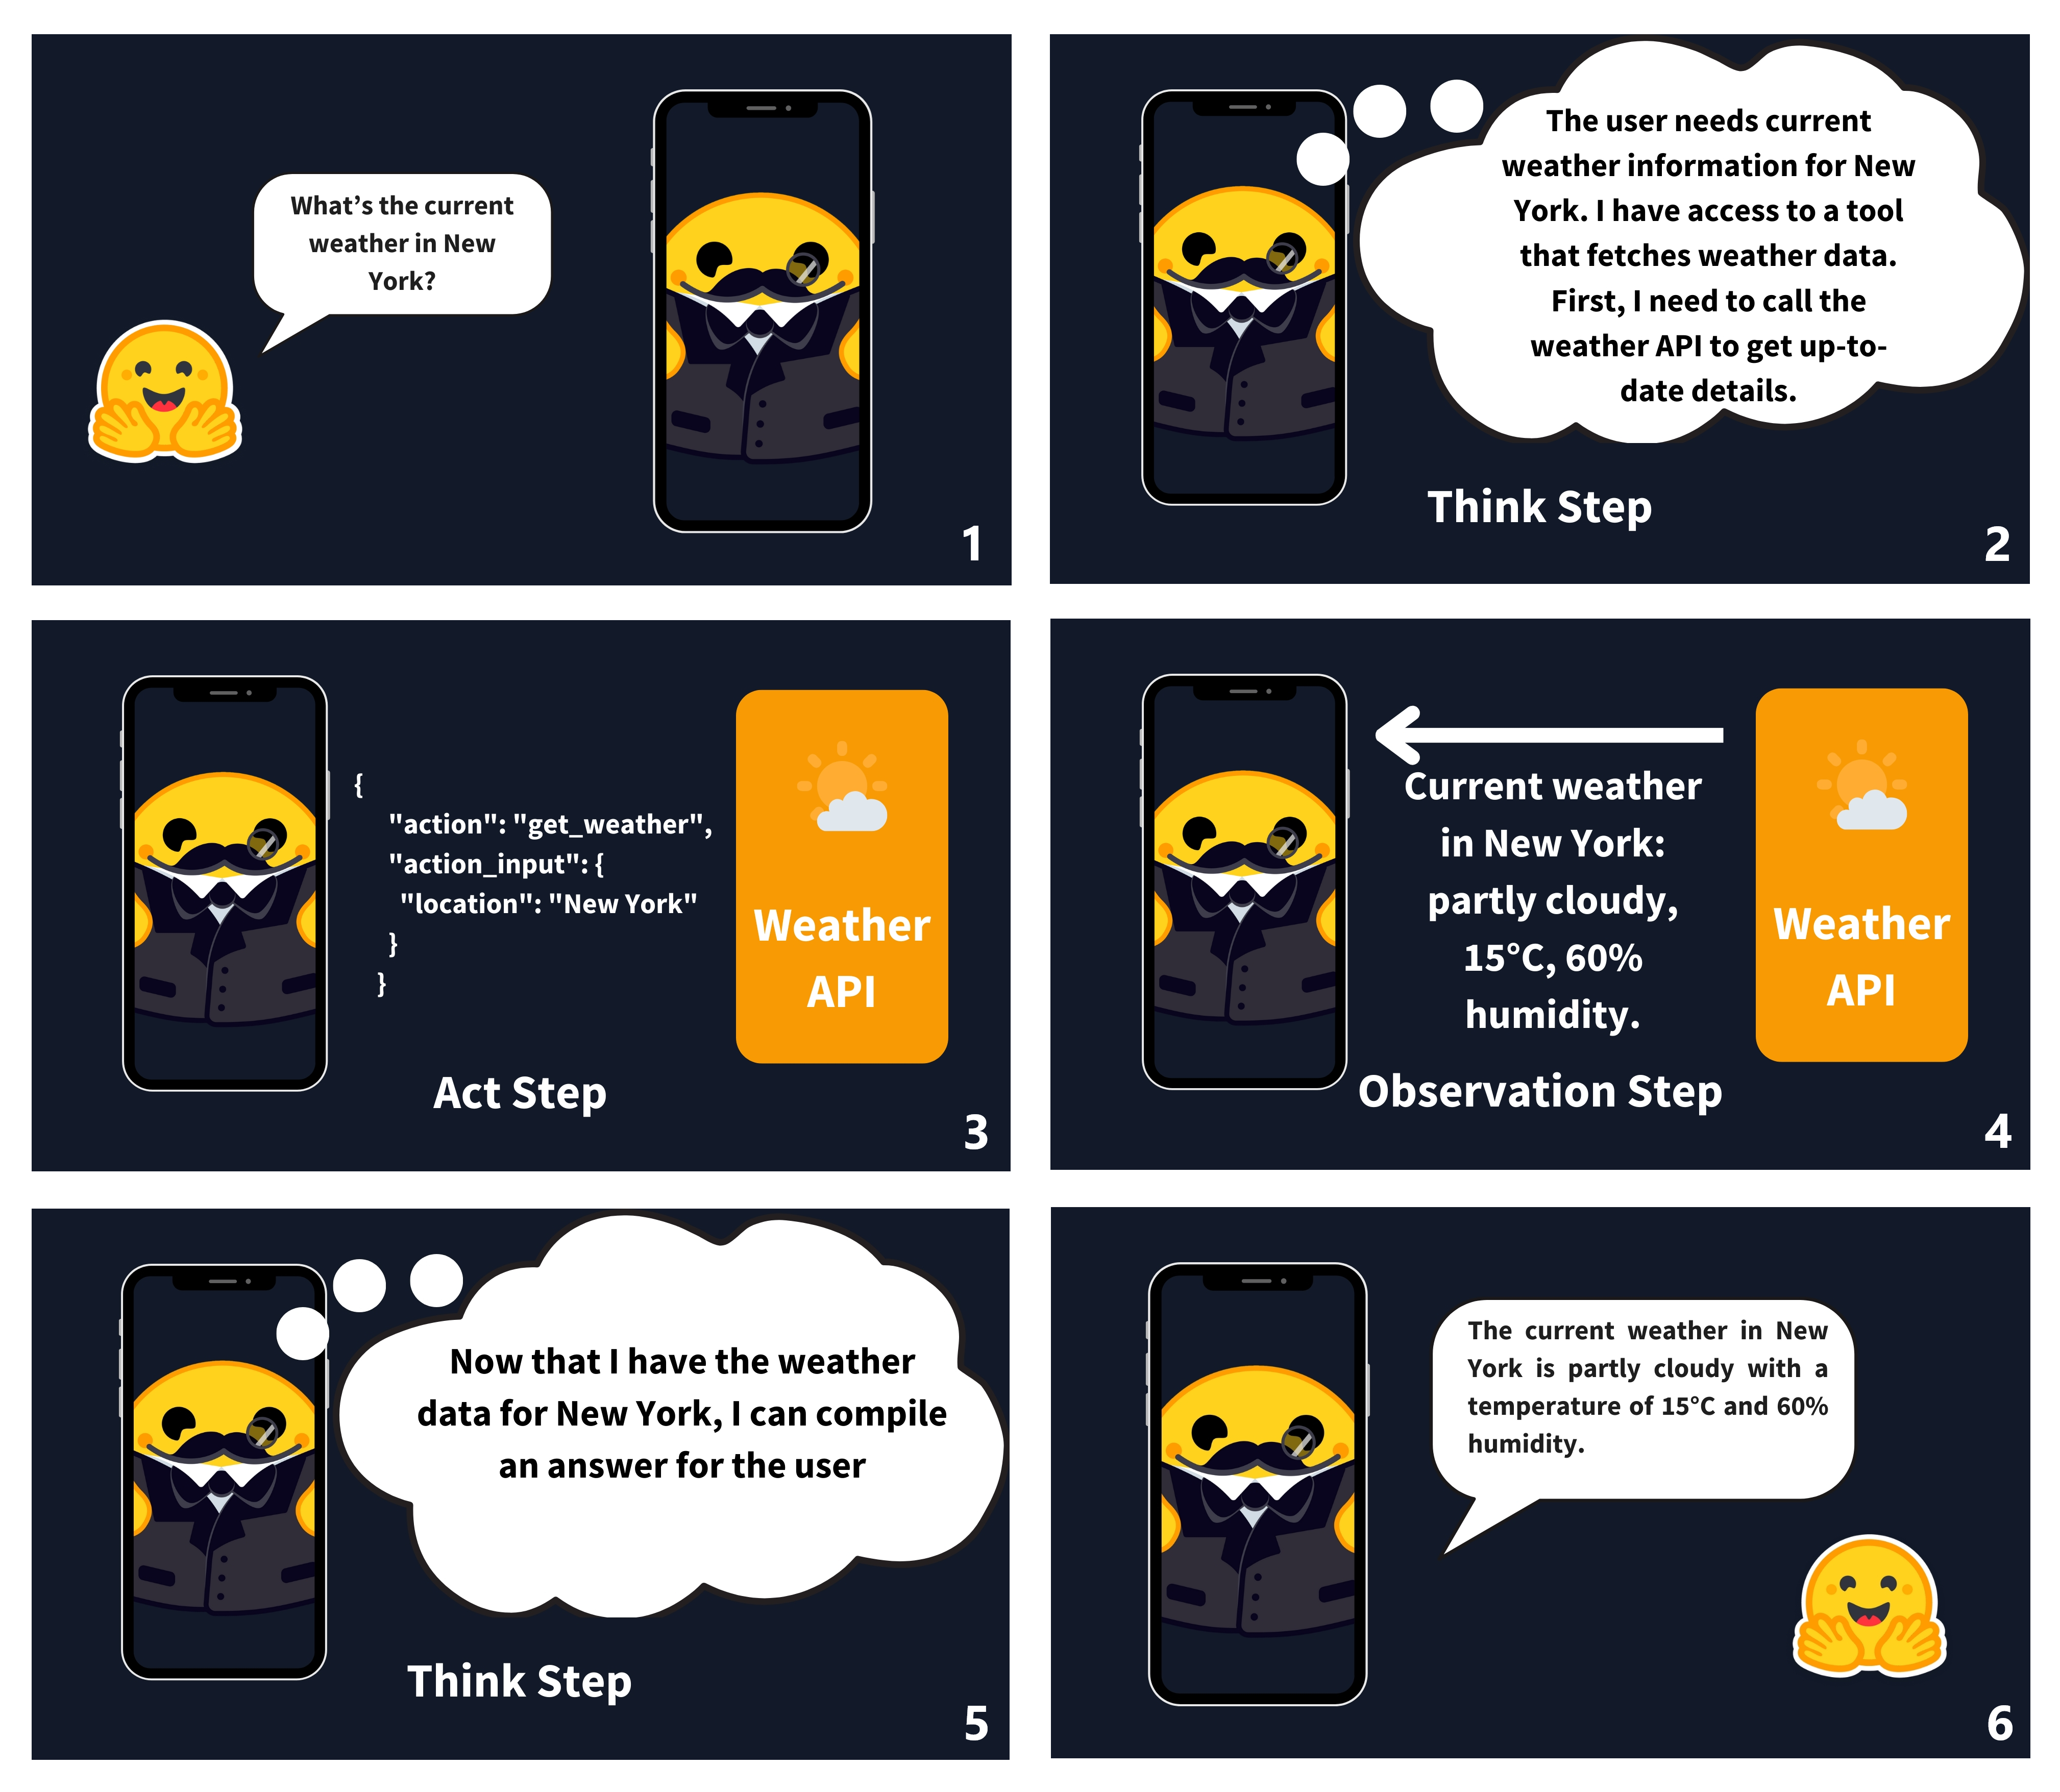 What’s the current
weather in New
York?
1
The user needs current
weather information for New
York. I have access to a tool
that fetches weather data.
First, I need to call the
weather API to get up-to-
date details.
Think Step
2
{
"action": "get_weather",
"action_input": {
"location": "New York"
}
}
Weather
API
Act Step
3
Current weather
in New York:
partly cloudy,
15°C, 60%
humidity.
Weather
API
Observation Step
4
Now that I have the weather
data for New York, I can compile
an answer for the user
Think Step
5
The current weather in New
York is partly cloudy with a
temperature of 15°C and 60%
humidity.
6